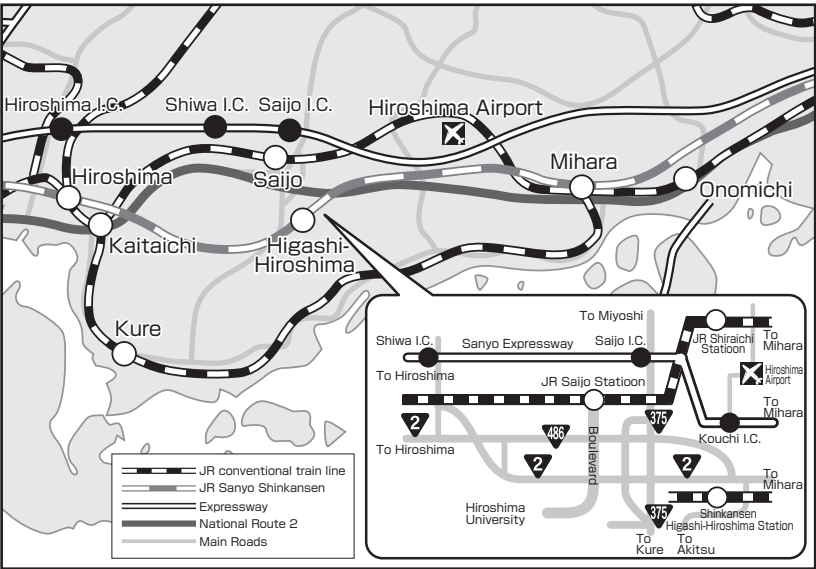 Hiroshima I.C.
Shiwa I.C.
Saijo I.C.
Hiroshima Airport
Hiroshima
Saijo
Mihara
Onomichi
Kaitaichi
Higashi-
Hiroshima
Kure
JR conventional train line
JR Sanyo Shinkansen
Expressway
National Route 2
Main Roads
To Miyoshi
Shiwa I.C.
Sanyo Expressway
Saijo I.C.
JR Shiraichi
Statioon
To
Mihara
To Hiroshima
JR Saijo Statioon
Hiroshima
Airport
To
Mihara
2
375
486
Kouchi I.C.
To Hiroshima
Boulevard
2
2
To
Mihara
Hiroshima
University
375
Shinkansen
Higashi-Hiroshima Station
To
Kure
To
Akitsu